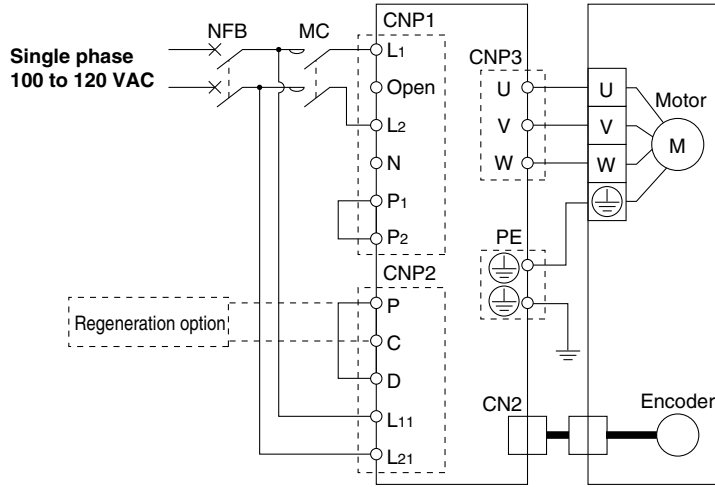 NFB
MC
CNP1
Single phase
100 to 120 VAC
L1
Open
L2
N
P1
P2
CNP2
Regeneration option
P
C
D
L11
L21
CNP3
U
V
W
PE
CN2
U
V
W
Motor
M
Encoder